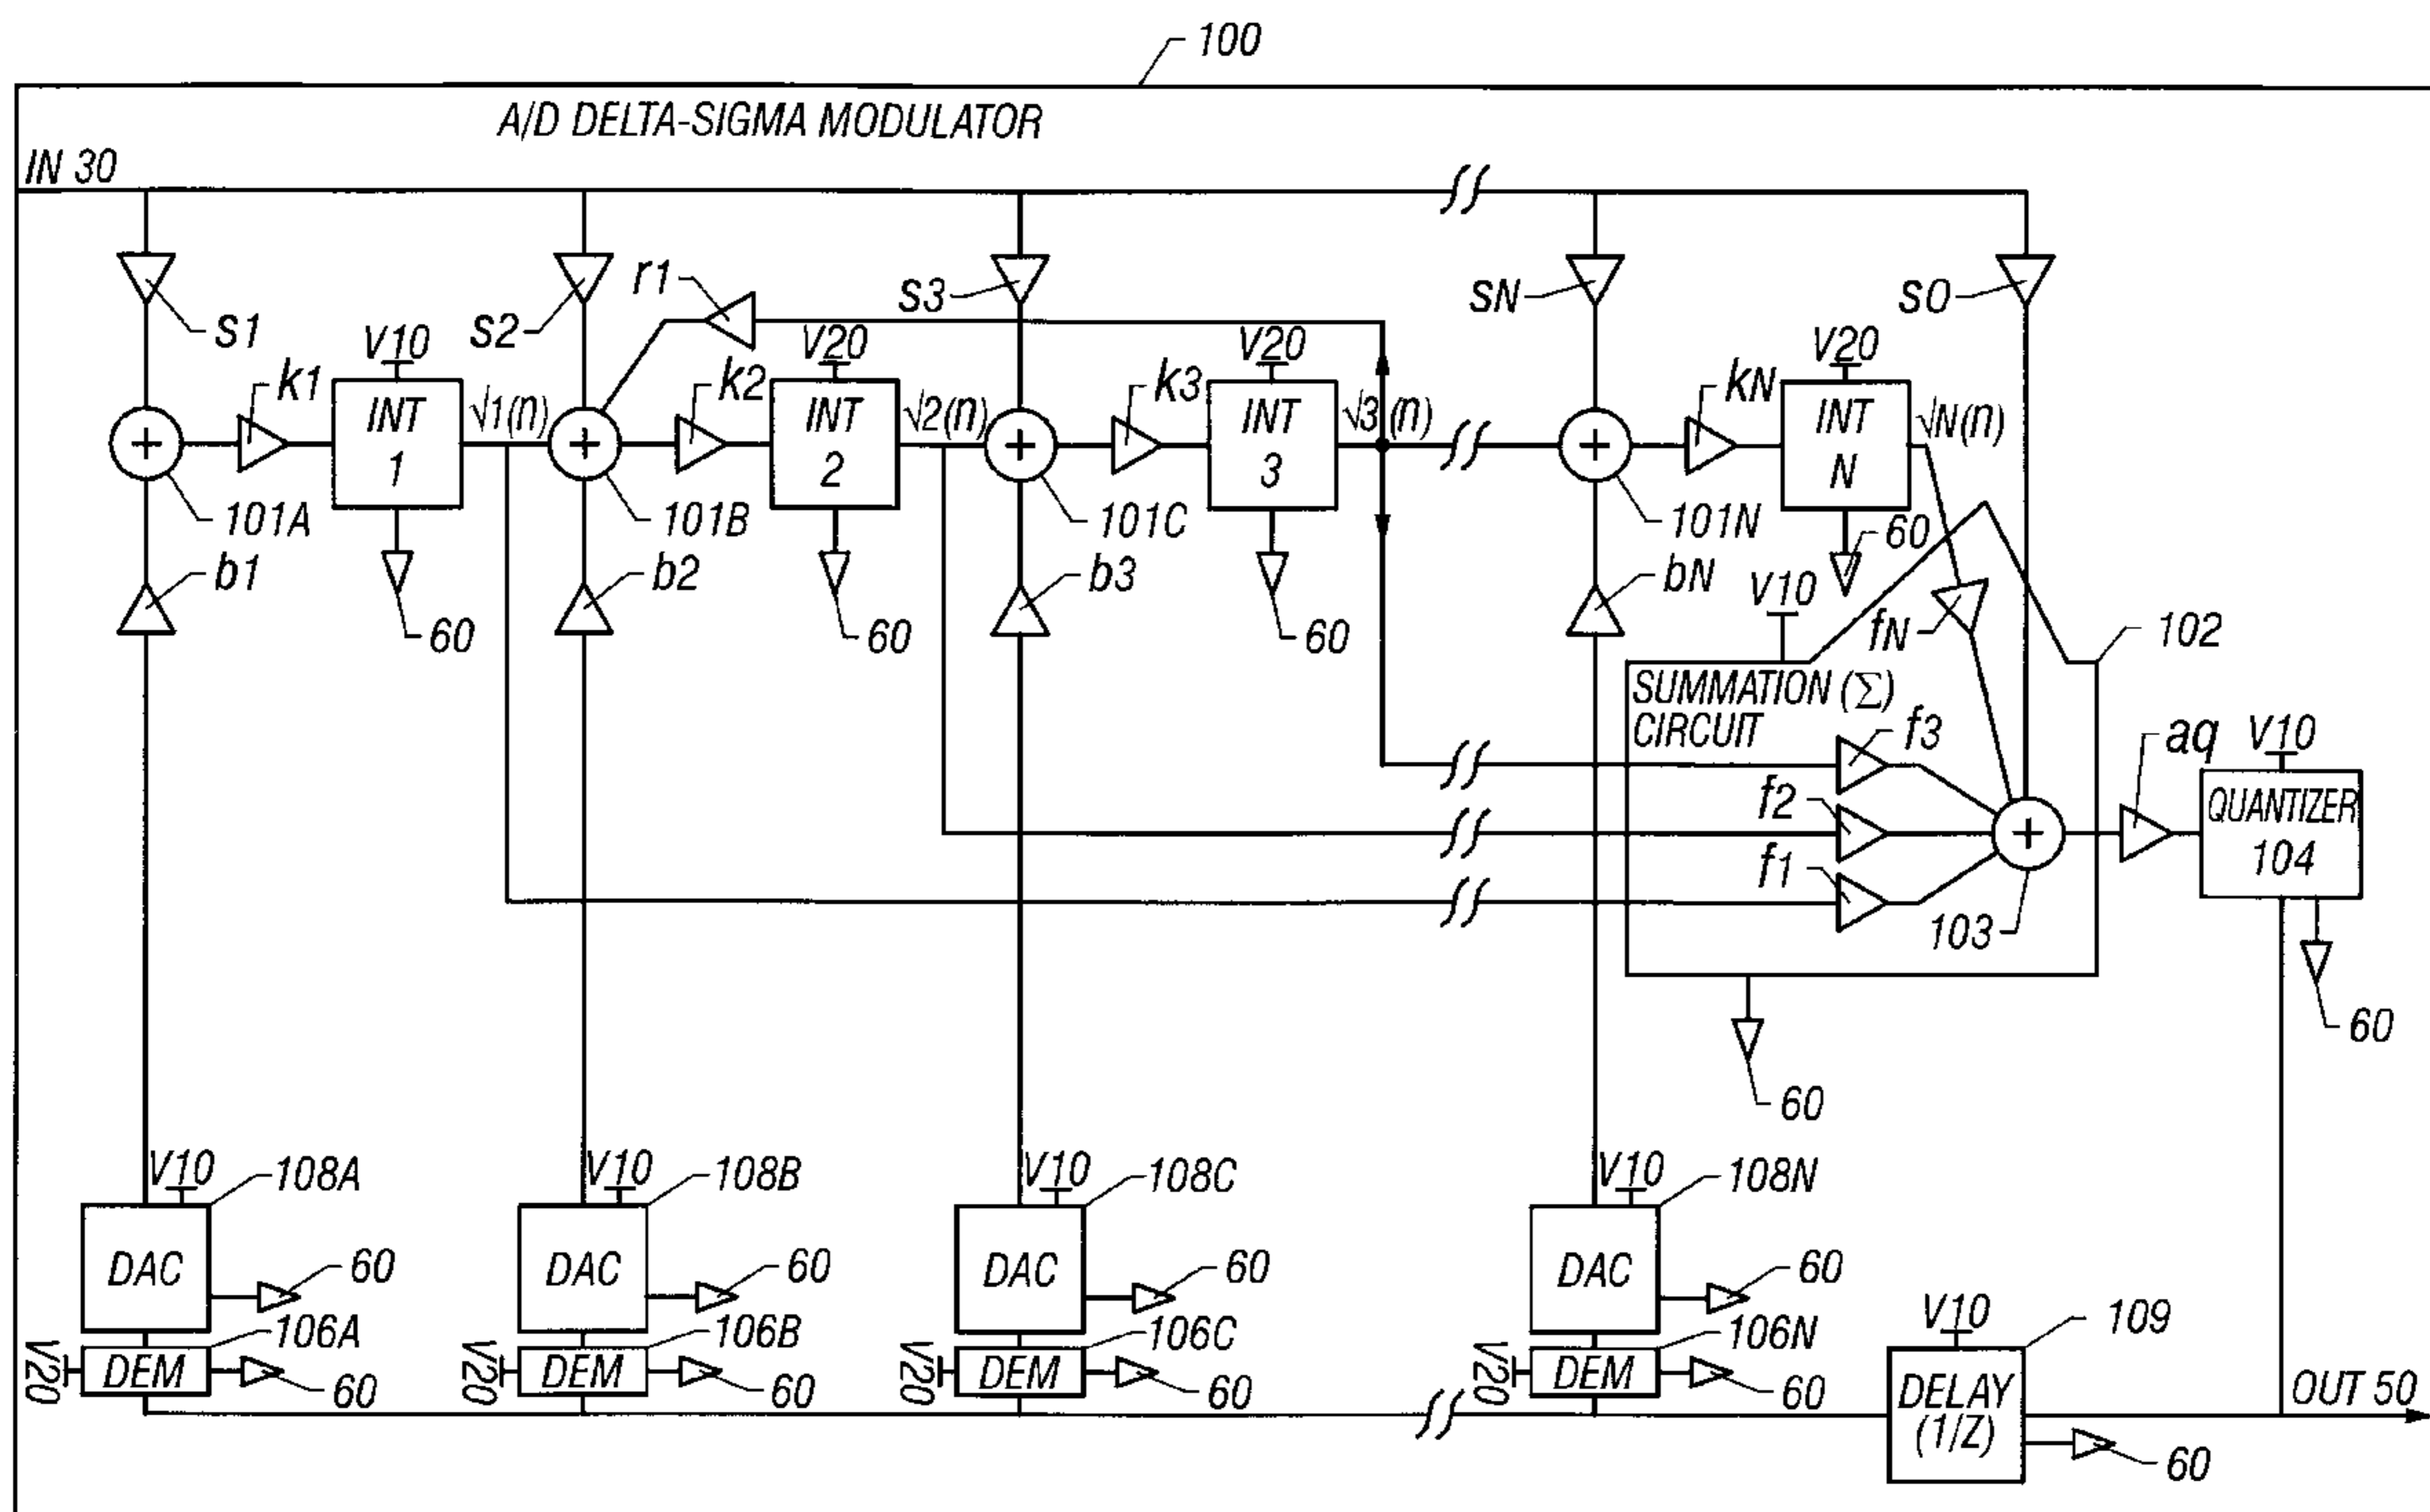 100
A/D DELTA-SIGMA MODULATOR
IN 30
s1
s2
r1
s3
sN
s0
k1
V10
INT
1
√1(n)
k2
V20
INT
2
√2(n)
k3
V20
INT
3
√3(n)
kN
V20
INT
N
√N(n)
101A
101B
101C
101N
b1
60
b2
60
b3
60
bN
60
V10
fN
102
SUMMATION (Σ)
CIRCUIT
f3
f2
f1
103
aq
V10
QUANTIZER
104
60
60
V10
108A
V10
108B
V10
108C
V10
108N
DAC
60
DAC
60
DAC
60
DAC
60
V20
DEM
106A
60
V20
DEM
106B
60
V20
DEM
106C
60
V20
DEM
106N
60
V10
109
DELAY
(1/Z)
60
OUT 50